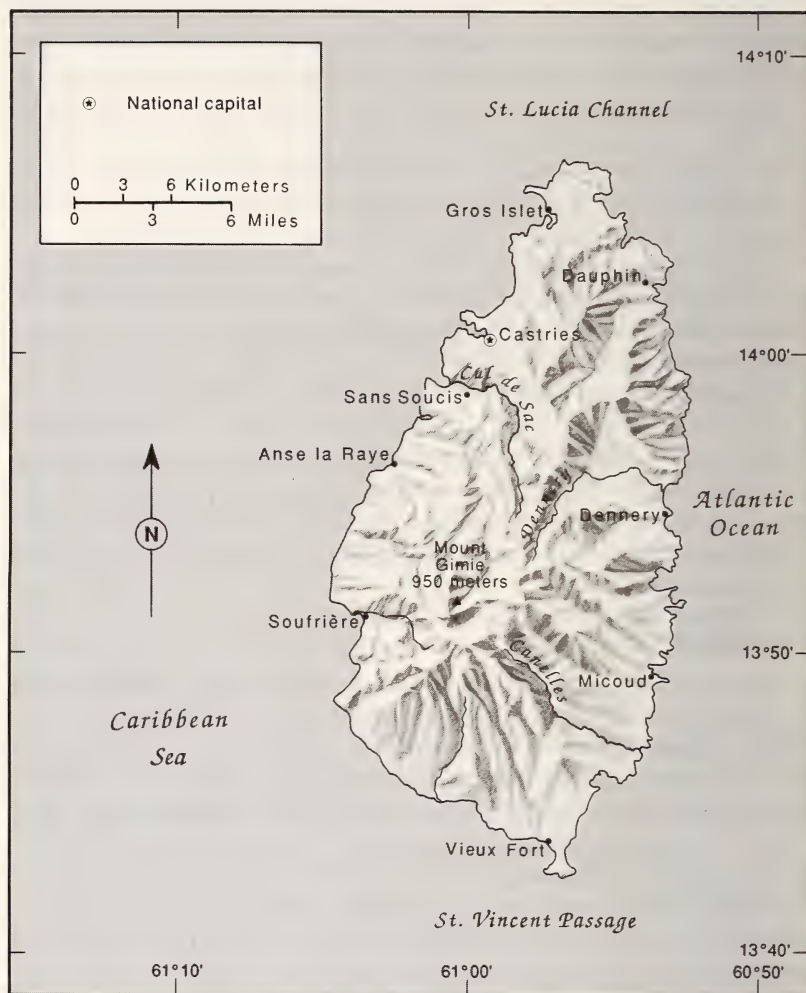 14°10'
National capital
St. Lucia Channel
0 3 6 Kilometers
0 3 6 Miles
Gros Islet
Dauphin
Castries
14°00'
Cul de Sac
Sans Soucis
Anse la Raye
Dennery
Dennery
Atlantic
Ocean
N
Mount
Gimie
950 meters
Soufrière
13°50'
Canelles
Micoud
Caribbean
Sea
Vieux Fort
St. Vincent Passage
13°40'
61°10'
61°00'
60°50'